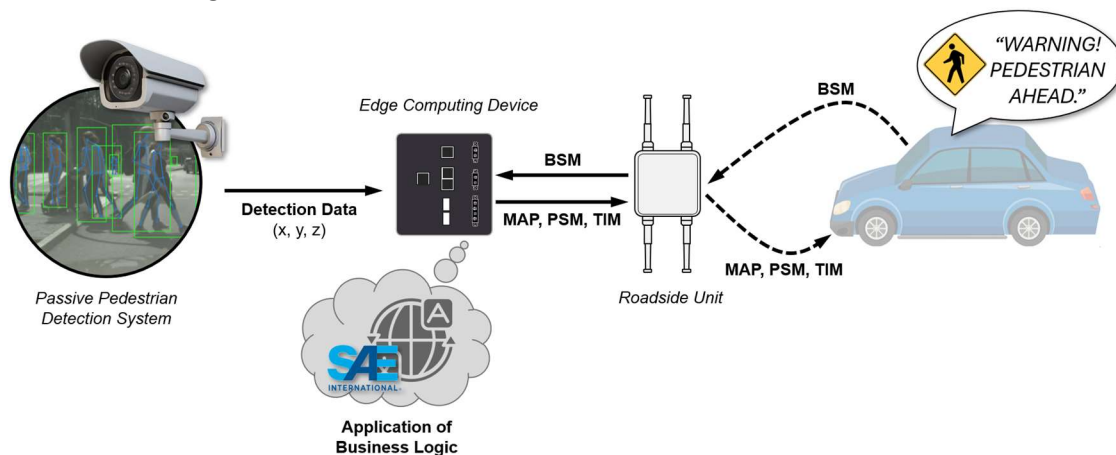 "WARNING!
PEDESTRIAN
AHEAD."
BSM
Edge Computing Device
BSM
Detection Data
(x, y, z)
MAP, PSM, TIM
MAP, PSM, TIM
Passive Pedestrian
Detection System
Roadside Unit
A
SAE
INTERNATIONAL
Application of
Business Logic